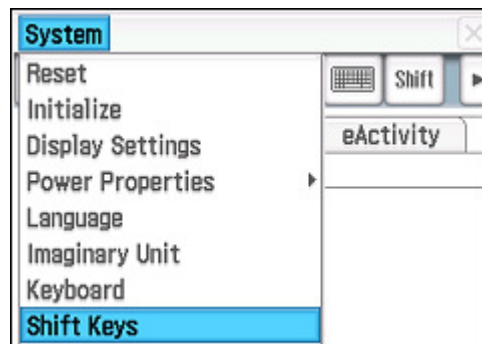 System
Reset
Shift
Initialize
Display Settings
eActivity
Power Properties
Language
Imaginary Unit
Keyboard
Shift Keys